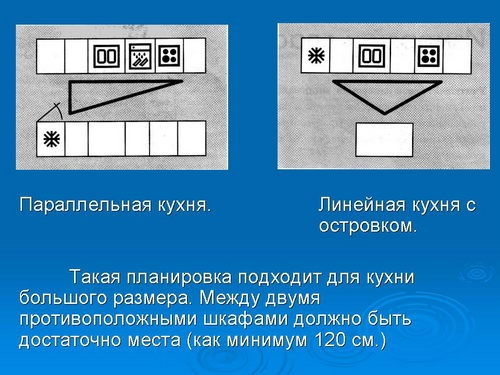 Параллельная кухня.
Линейная кухня с
островком.
Такая планировка подходит для кухни
большого размера. Между двумя
противоположными шкафами должно быть
достаточно места (как минимум 120 см.)